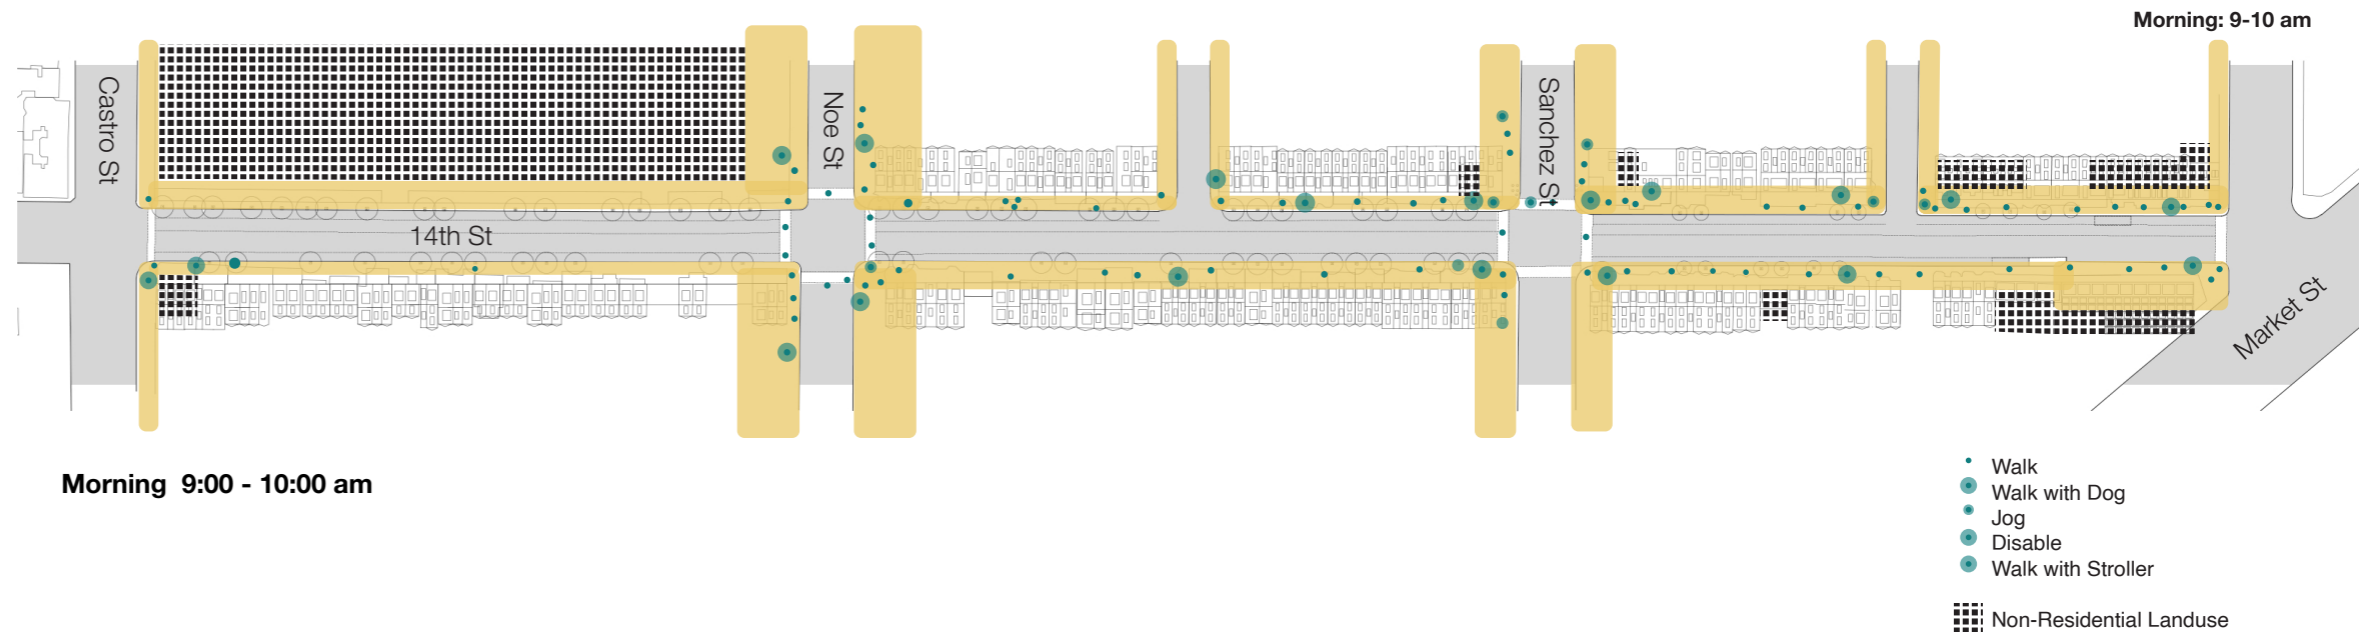 Morning: 9-10 am
Castro St
Noe St
Sanchez St
14th St
Market St
Morning 9:00 - 10:00 am
Walk
Walk with Dog
Jog
Disable
Walk with Stroller
Non-Residential Landuse